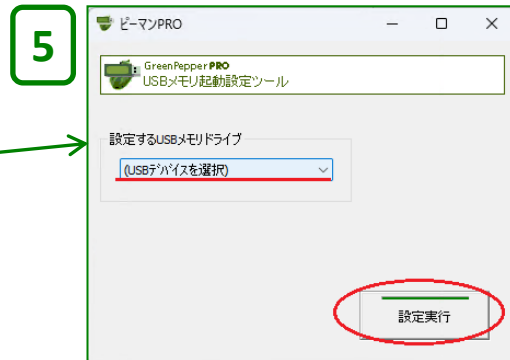 5
ピーマンPRO
GreenPepper PRO
USBメモリ起動設定ツール
設定するUSBメモリドライブ
(USBデバイスを選択)
設定実行